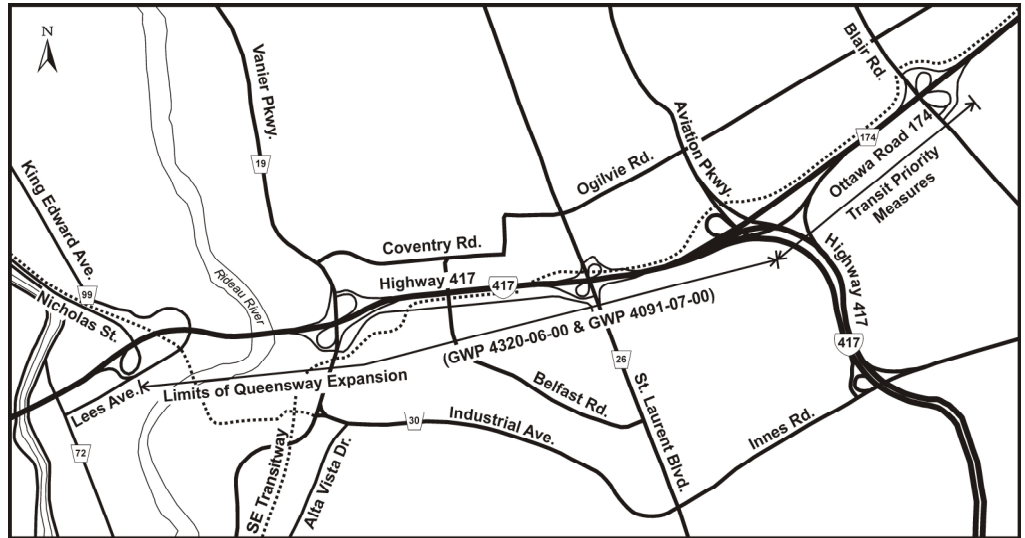 N
Vanier Pkwy.
19
King Edward Ave.
99
Nicholas St.
Rideau River
Coventry Rd.
Highway 417
417
Ogilvie Rd.
Aviation Pkwy.
Blair Rd.
174
Ottawa Road 174
Transit Priority
Measures
Highway 417
417
(GWP 4320-06-00 & GWP 4091-07-00)
Limits of Queensway Expansion
Lees Ave.
72
SE Transitway
Alta Vista Dr.
30
Industrial Ave.
Belfast Rd.
26
St. Laurent Blvd.
Innes Rd.